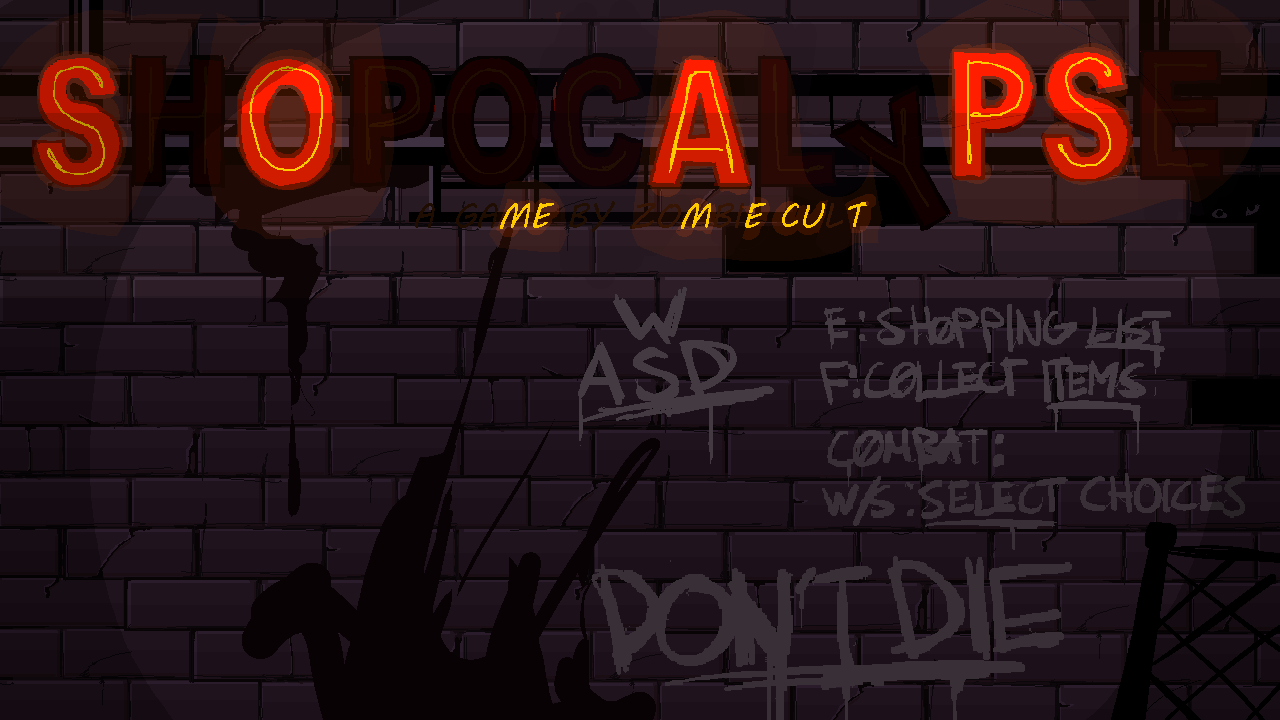 SHOPOCALYPSE
A GAME BY ZOMBIE CULT
W
ASD
E: SHOPPING LIST
F: COLLECT ITEMS
COMBAT:
W/S: SELECT CHOICES
DON'T DIE